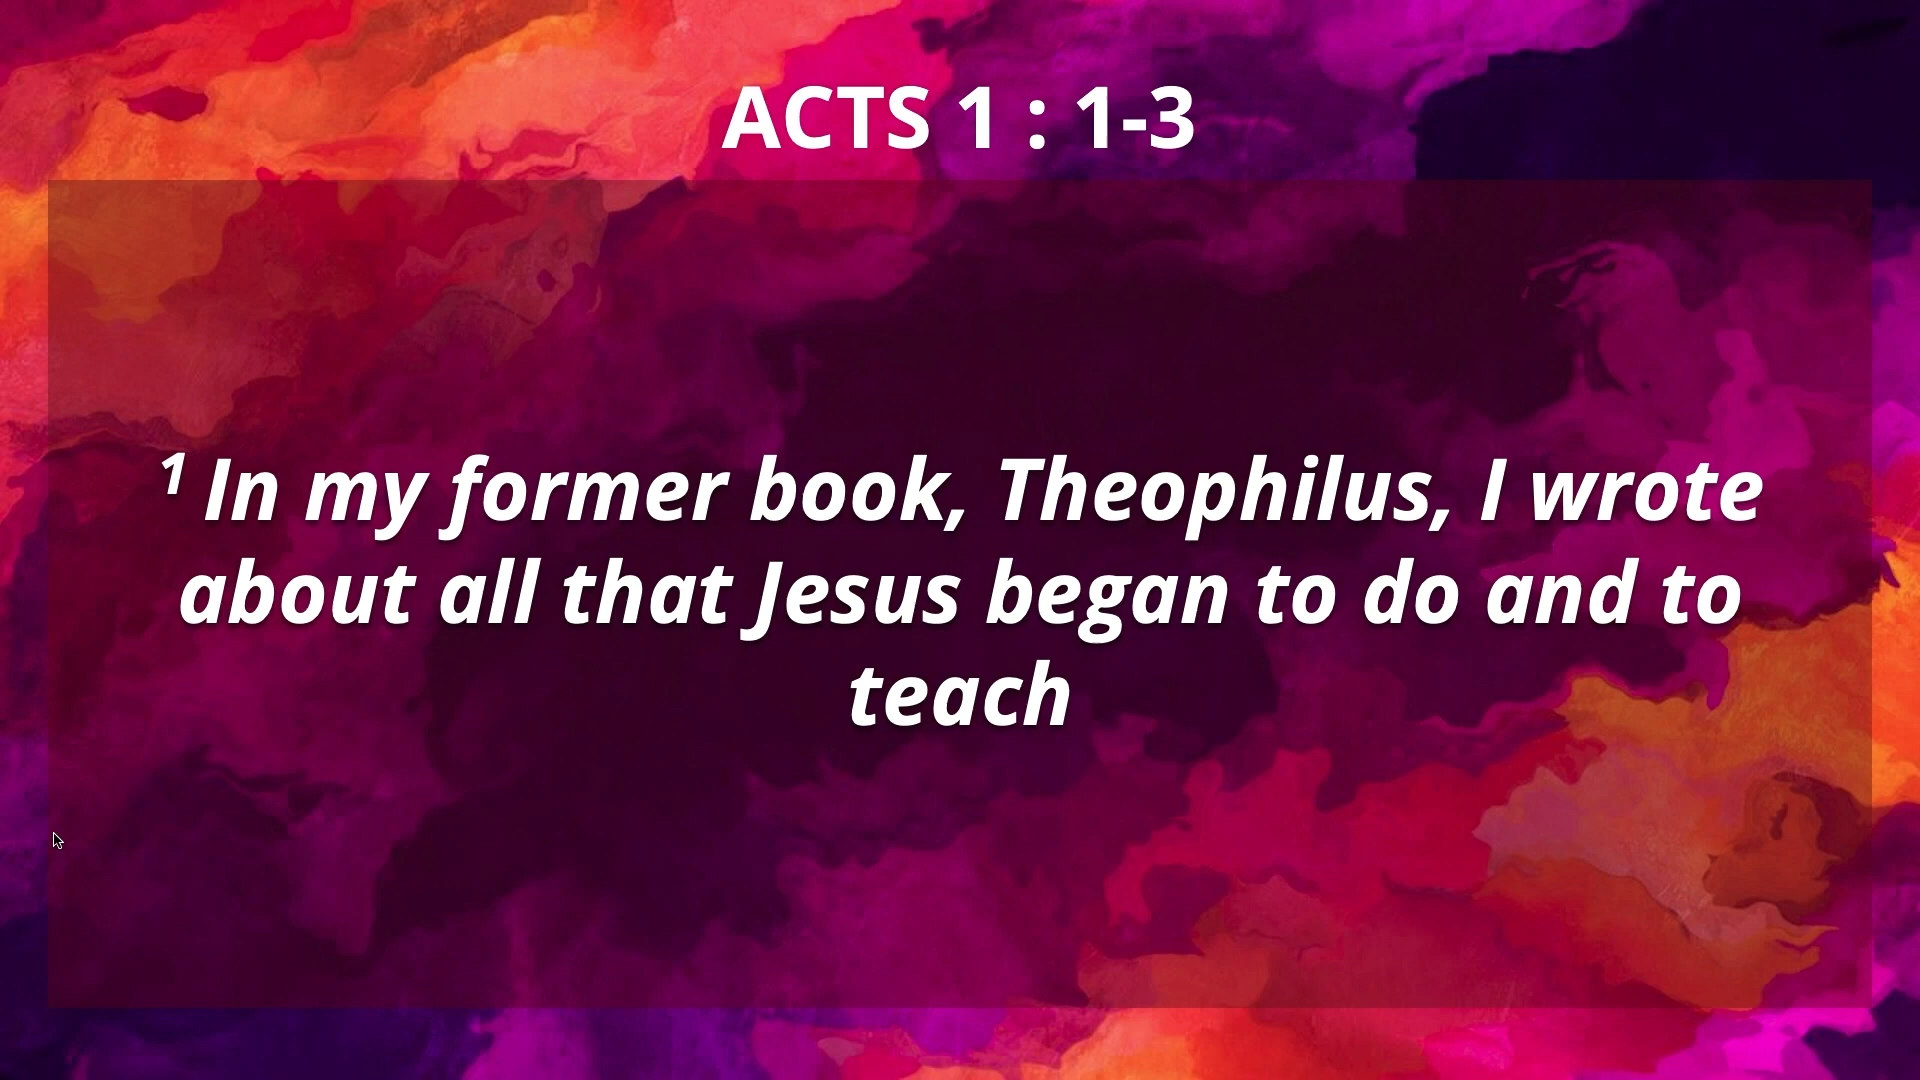 ACTS 1 : 1-3
1 In my former book, Theophilus, I wrote
about all that Jesus began to do and to
teach